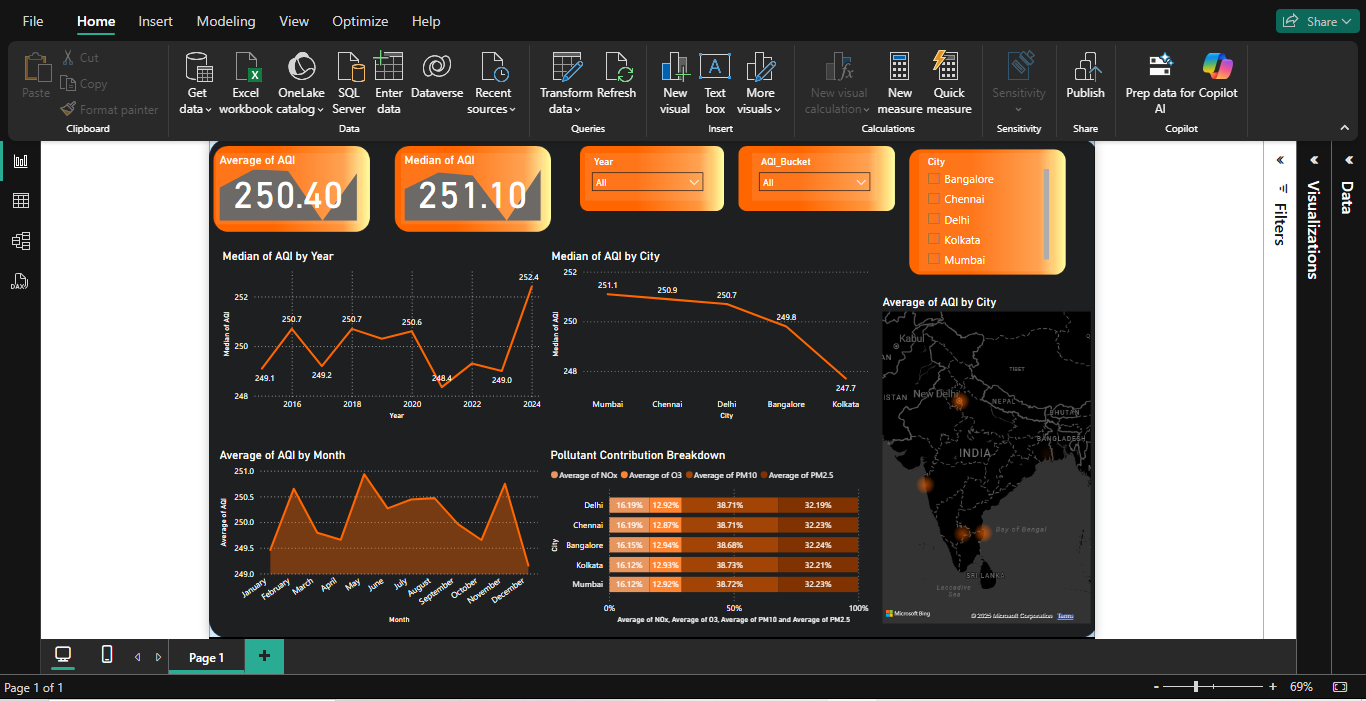 File Home Insert Modeling View Optimize Help Share
Paste Cut Copy Format painter
Get data Excel workbook OneLake catalog SQL Server Enter data Dataverse Recent sources
Transform data Refresh
New visual Text box More visuals
New visual calculation New measure Quick measure
Sensitivity Publish Prep data for AI Copilot
Clipboard Data Queries Insert Calculations Sensitivity Share Copilot
Average of AQI
250.40
Median of AQI
251.10
Year
All
AQI_Bucket
All
City
Bangalore
Chennai
Delhi
Kolkata
Mumbai
Median of AQI by Year
Median of AQI
252
250
248
249.1 250.7 249.2 250.7 250.6 248.4 249.0 252.4
2016 2018 2020 2022 2024
Year
Median of AQI by City
Median of AQI
252
250
248
251.1 250.9 250.7 249.8 247.7
Mumbai Chennai Delhi Bangalore Kolkata
City
Average of AQI by City
Kabul
AN
TIBET
ISTAN
New Delhi
NEPAL
BHUTAN
BANGLADESH
INDIA
Bay of Bengal
SRI LANKA
Laccadive
Sea
Microsoft Bing
© 2025 Microsoft Corporation Terms
Average of AQI by Month
Average of AQI
251.0
250.5
250.0
249.5
249.0
January February March April May June July August September October November December
Month
Pollutant Contribution Breakdown
Average of NOx Average of O3 Average of PM10 Average of PM2.5
City
Delhi 16.19% 12.92% 38.71% 32.19%
Chennai 16.19% 12.87% 38.71% 32.23%
Bangalore 16.15% 12.94% 38.68% 32.24%
Kolkata 16.12% 12.93% 38.73% 32.21%
Mumbai 16.12% 12.92% 38.72% 32.23%
0% 50% 100%
Average of NOx, Average of O3, Average of PM10 and Average of PM2.5
Filters
Visualizations
Data
DAX
Page 1
Page 1 of 1
69%